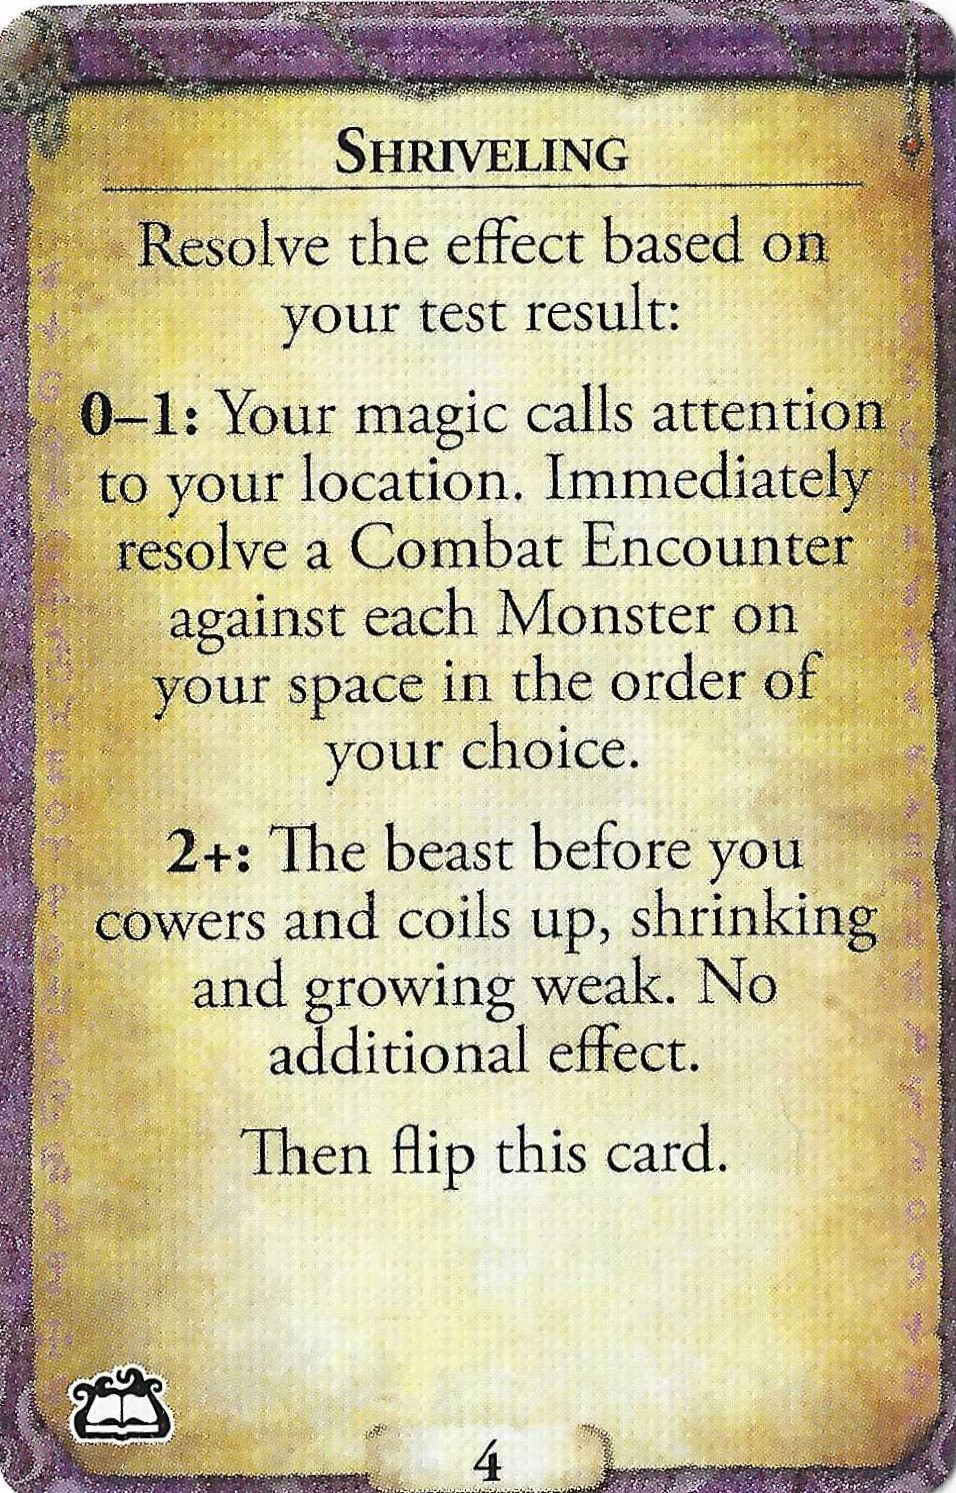 SHRIVELING
Resolve the effect based on
your test result:
0–1: Your magic calls attention
to your location. Immediately
resolve a Combat Encounter
against each Monster on
your space in the order of
your choice.
2+: The beast before you
cowers and coils up, shrinking
and growing weak. No
additional effect.
Then flip this card.
4